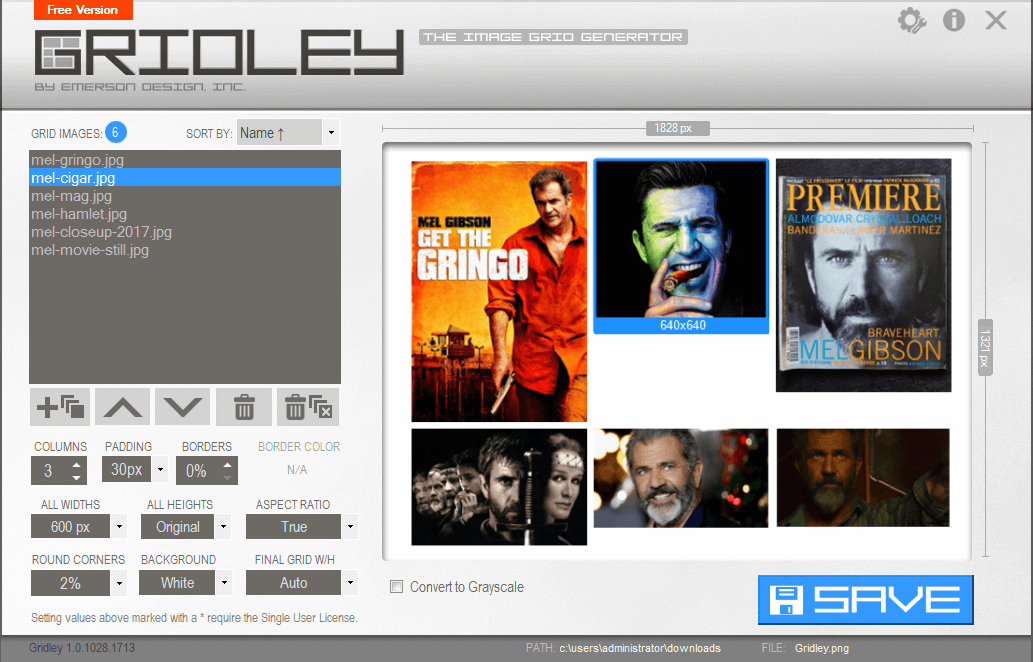 Free Version
GRIDLEY
THE IMAGE GRID GENERATOR
BY EMERSON DESIGN, INC.
GRID IMAGES: 6
SORT BY: Name ↑
1828 px
mel-gringo.jpg
mel-cigar.jpg
mel-mag.jpg
mel-hamlet.jpg
mel-closeup-2017.jpg
mel-movie-still.jpg
MEL GIBSON
GET THE
GRINGO
640x640
PREMIERE
ALMODOVAR CRYSTAL LOACH
MARTINEZ
BRAVEHEART.
MEL GIBSON
1321 px
COLUMNS PADDING BORDERS BORDER COLOR
3 30px 0% N/A
ALL WIDTHS ALL HEIGHTS ASPECT RATIO
600 px Original True
ROUND CORNERS BACKGROUND FINAL GRID W/H
2% White Auto
Setting values above marked with a * require the Single User License.
Convert to Grayscale
SAVE
Gridley 1.0.1028.1713
PATH: c:\users\administrator\downloads
FILE: Gridley.png